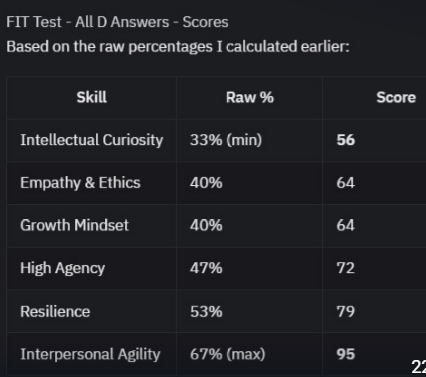 FIT Test - All D Answers - Scores
Based on the raw percentages I calculated earlier:
Skill Raw % Score
Intellectual Curiosity 33% (min) 56
Empathy & Ethics 40% 64
Growth Mindset 40% 64
High Agency 47% 72
Resilience 53% 79
Interpersonal Agility 67% (max) 95